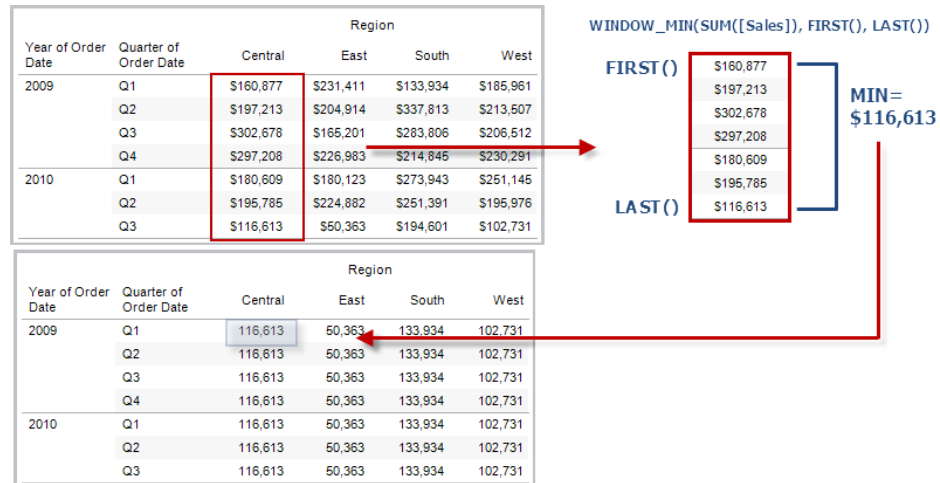 Region
Year of Order Date Quarter of Order Date Central East South West
2009 Q1 $160,877 $231,411 $133,934 $185,961
Q2 $197,213 $204,914 $337,813 $213,507
Q3 $302,678 $165,201 $283,806 $206,512
Q4 $297,208 $226,983 $214,845 $230,291
2010 Q1 $180,609 $180,123 $273,943 $251,145
Q2 $195,785 $224,882 $251,391 $195,976
Q3 $116,613 $50,363 $194,601 $102,731
WINDOW_MIN(SUM([Sales]), FIRST(), LAST())
FIRST() $160,877
$197,213
$302,678
$297,208
$180,609
$195,785
LAST() $116,613
MIN=
$116,613
Region
Year of Order Date Quarter of Order Date Central East South West
2009 Q1 116,613 50,363 133,934 102,731
Q2 116,613 50,363 133,934 102,731
Q3 116,613 50,363 133,934 102,731
Q4 116,613 50,363 133,934 102,731
2010 Q1 116,613 50,363 133,934 102,731
Q2 116,613 50,363 133,934 102,731
Q3 116,613 50,363 133,934 102,731